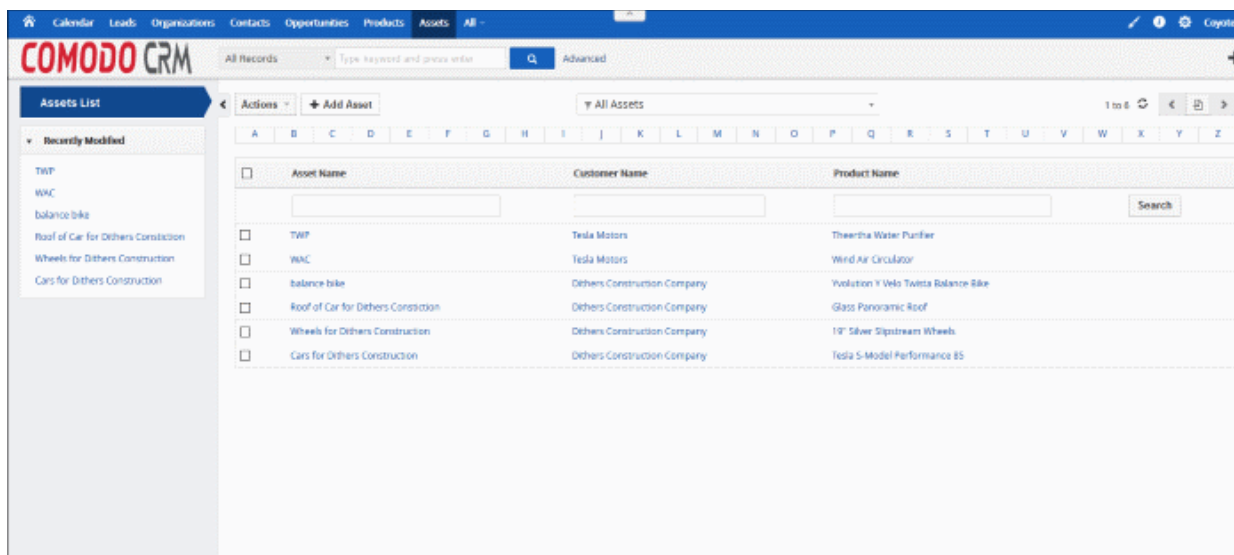 Calendar Leads Organizations Contacts Opportunities Products Assets All Coyote
COMODO CRM All Records Type keyword and press enter Advanced
Assets List Actions + Add Asset All Assets 1 to 6
A B C D E F G H I J K L M N O P Q R S T U V W X Y Z
Recently Modified
TWP
WAC
balance bike
Roof of Car for Dithers Constiction
Wheels for Dithers Construction
Cars for Dithers Construction
Asset Name Customer Name Product Name
Search
TWP Tesla Motors Theertha Water Purifier
WAC Tesla Motors Wind Air Circulator
balance bike Dithers Construction Company Yvolution Y Velo Twista Balance Bike
Roof of Car for Dithers Constiction Dithers Construction Company Glass Panoramic Roof
Wheels for Dithers Construction Dithers Construction Company 19" Silver Slipstream Wheels
Cars for Dithers Construction Dithers Construction Company Tesla S-Model Performance 85